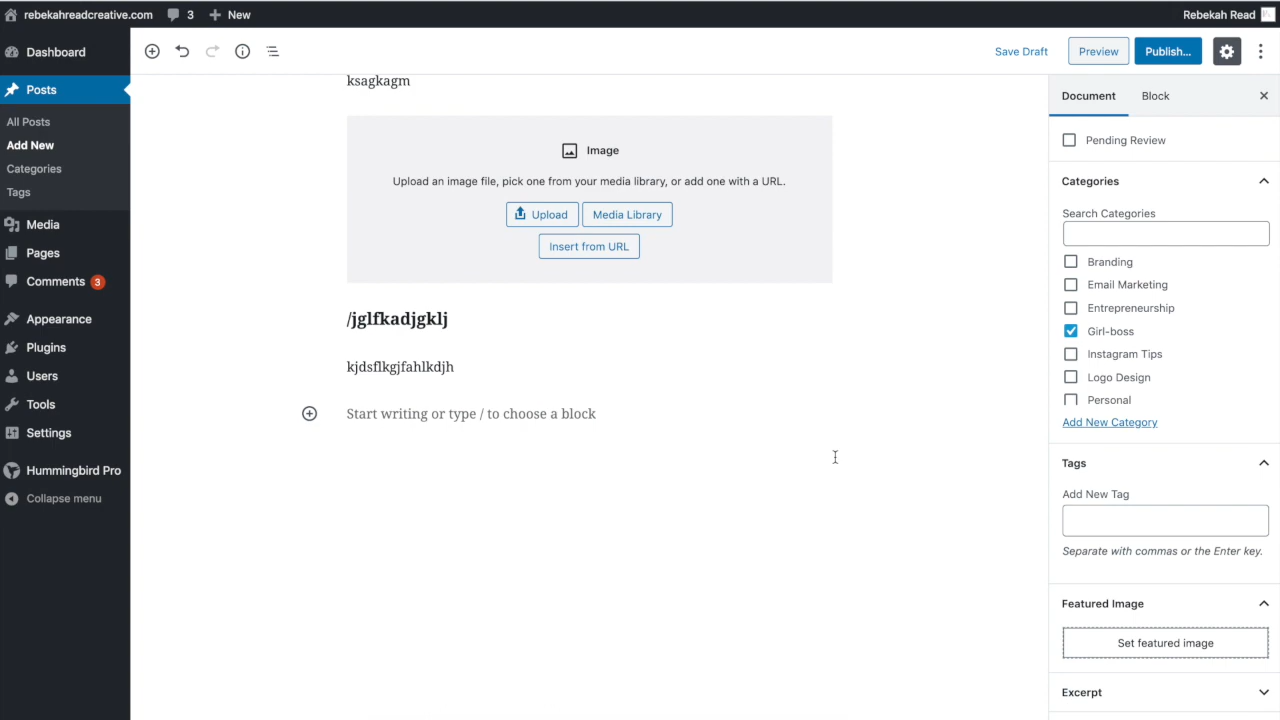 rebekahreadcreative.com 3 New Rebekah Read
Dashboard
Posts
All Posts
Add New
Categories
Tags
Media
Pages
Comments 3
Appearance
Plugins
Users
Tools
Settings
Hummingbird Pro
Collapse menu
Save Draft Preview Publish...
ksagkagm
Image
Upload an image file, pick one from your media library, or add one with a URL.
Upload Media Library
Insert from URL
/jglfkadjgklj
kjdsflkgjfahlkdjh
Start writing or type / to choose a block
Document Block
Pending Review
Categories
Search Categories
Branding
Email Marketing
Entrepreneurship
Girl-boss
Instagram Tips
Logo Design
Personal
Add New Category
Tags
Add New Tag
Separate with commas or the Enter key.
Featured Image
Set featured image
Excerpt